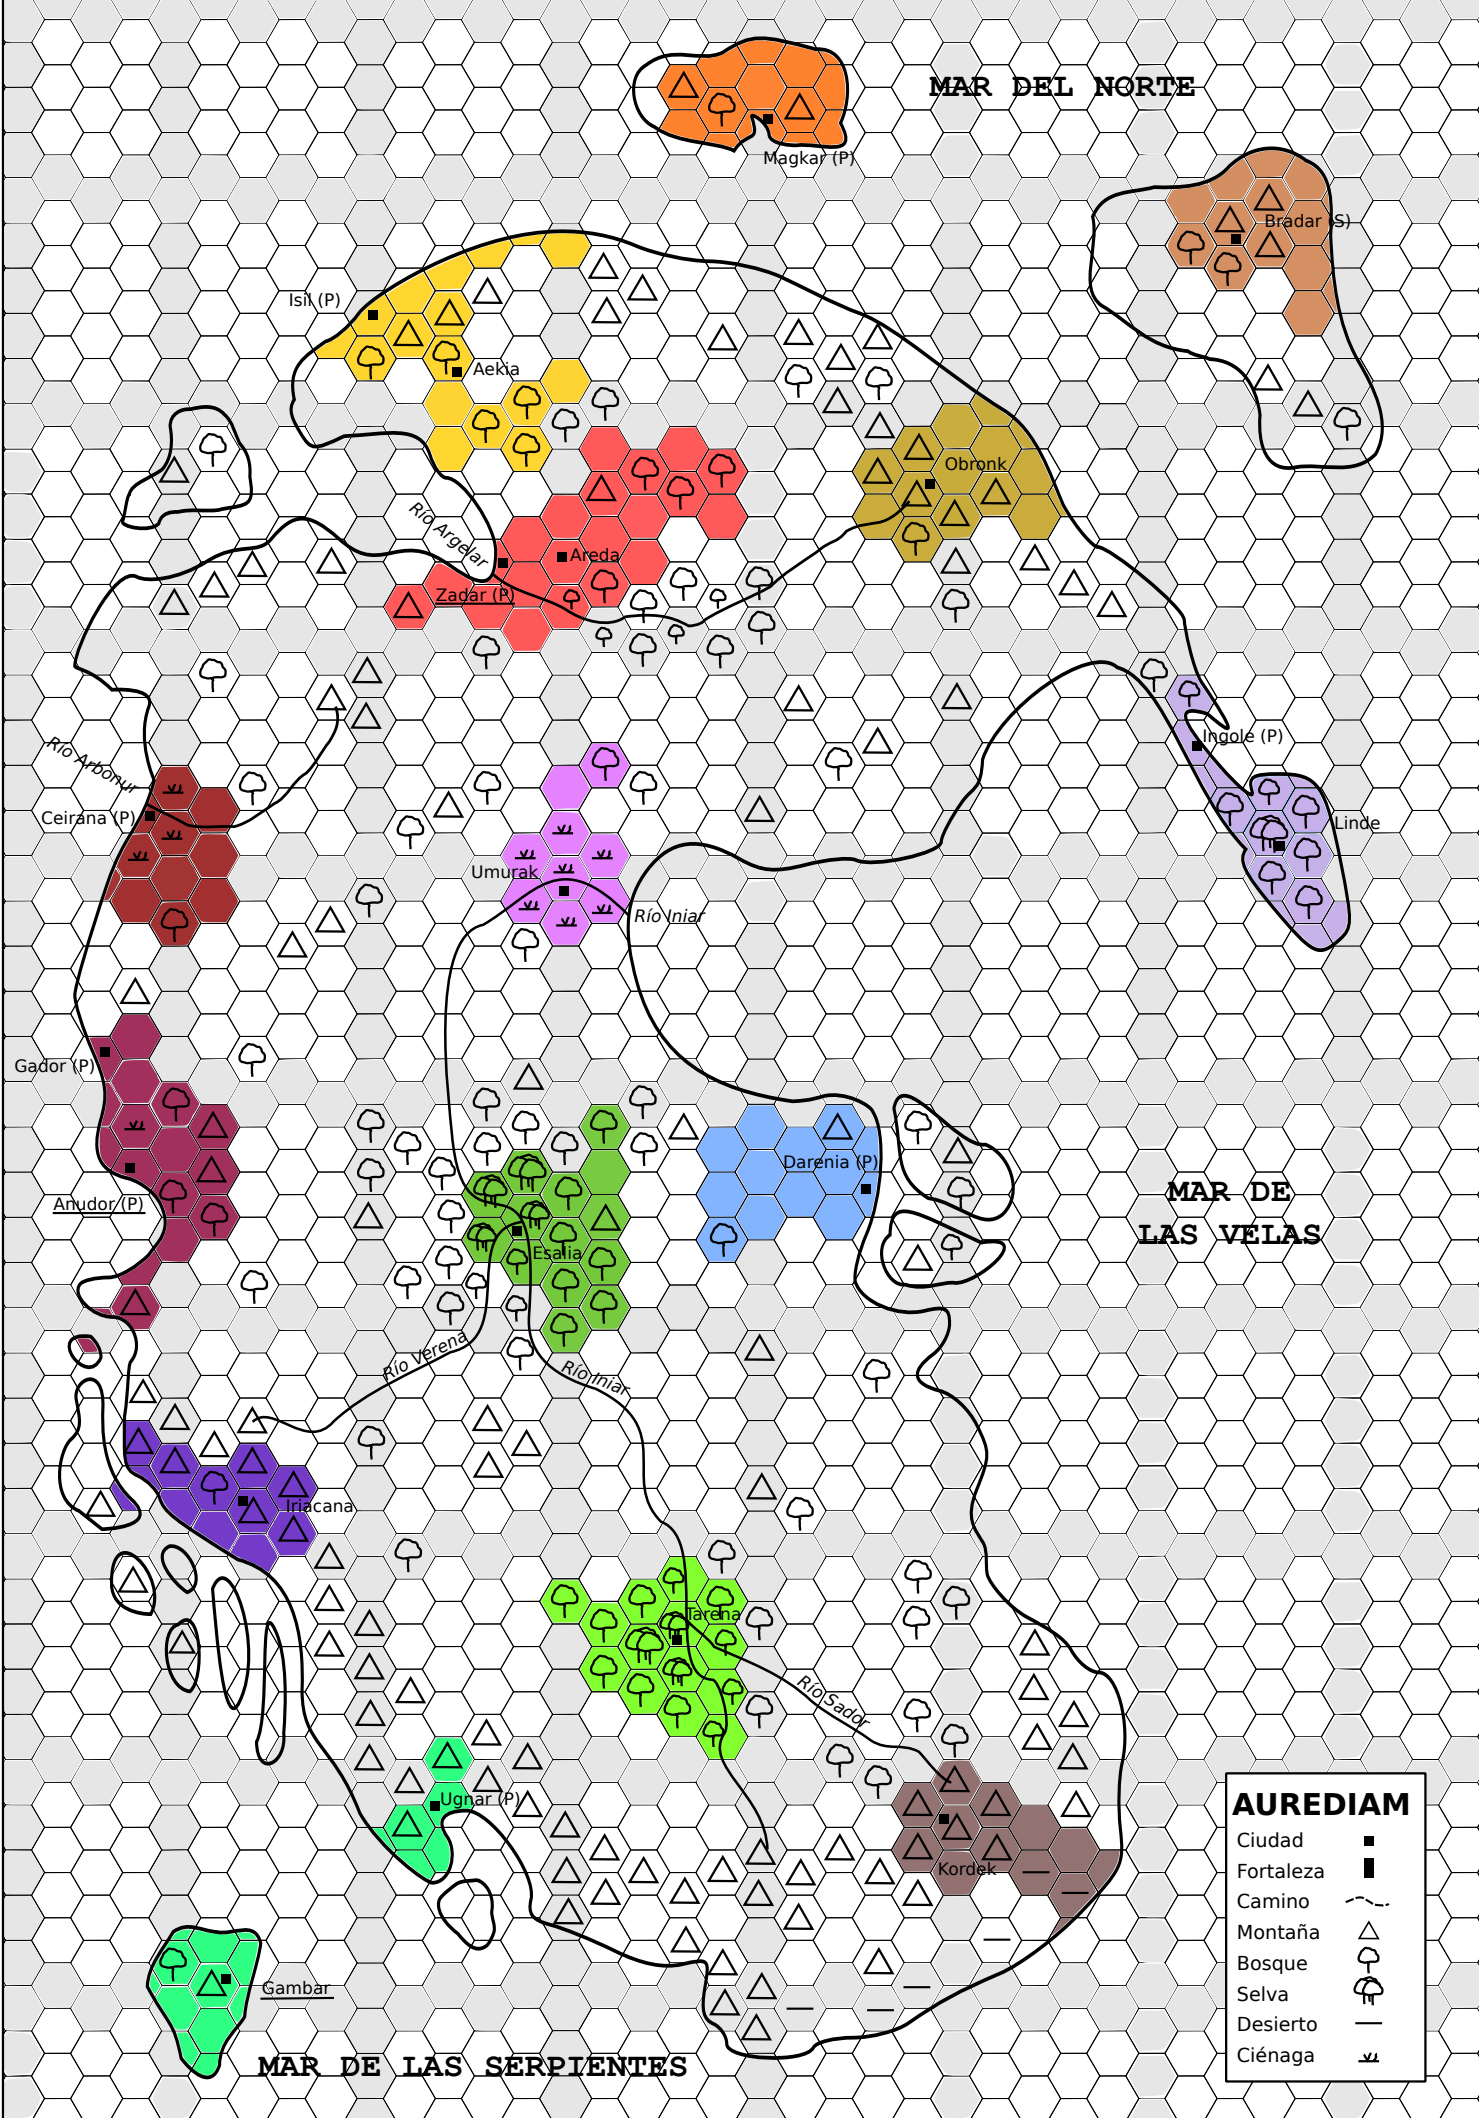 MAR DEL NORTE
Magkar (P)
Bradar (S)
Isil (P)
Aekia
Obronk
Río Argelar
Areda
Zadar (P)
Ingole (P)
Río Arbonur
Ceirana (P)
Linde
Umurak
Río Iniar
Gador (P)
Darenia (P)
Anudor (P)
MAR DE
LAS VELAS
Esalia
Río Verena
Río Iniar
Iriacana
Tarena
Río Sador
Ugnar (P)
Kordek
Gambar
MAR DE LAS SERPIENTES
AUREDIAM
Ciudad
Fortaleza
Camino
Montaña
Bosque
Selva
Desierto
Ciénaga